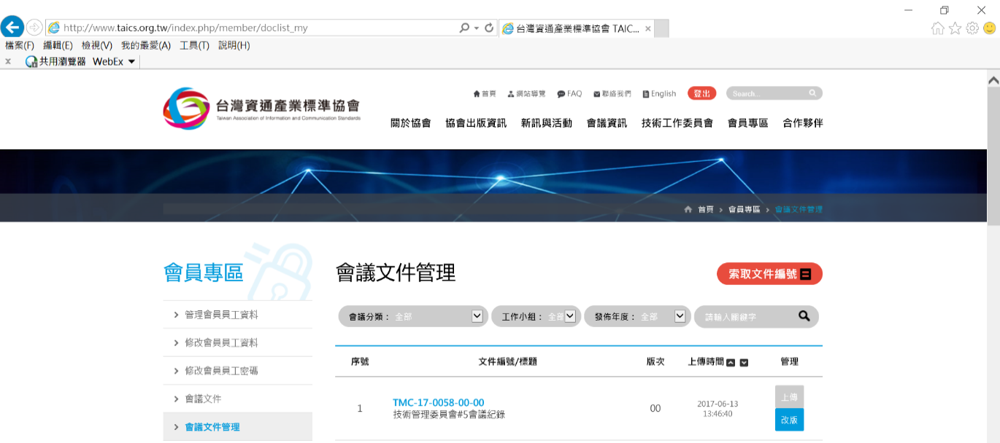 http://www.taics.org.tw/index.php/member/doclist_my
台灣資通產業標準協會 TAIC...
檔案(F) 編輯(E) 檢視(V) 我的最愛(A) 工具(T) 說明(H)
x 共用瀏覽器 WebEx
首頁 網站導覽 FAQ 聯絡我們 English 登出 Search...
台灣資通產業標準協會
Taiwan Association of Information and Communication Standards
關於協會 協會出版資訊 新訊與活動 會議資訊 技術工作委員會 會員專區 合作夥伴
首頁 > 會員專區 > 會議文件管理
會員專區
管理會員員工資料
修改會員員工資料
修改會員員工密碼
會議文件
會議文件管理
會議文件管理
索取文件編號
會議分類: 全部 工作小組: 全部 發佈年度: 全部 請輸入關鍵字
序號 文件編號/標題 版次 上傳時間 管理
1 TMC-17-0058-00-00 00 2017-06-13 上傳
技術管理委員會#5會議紀錄 13:46:40 改版